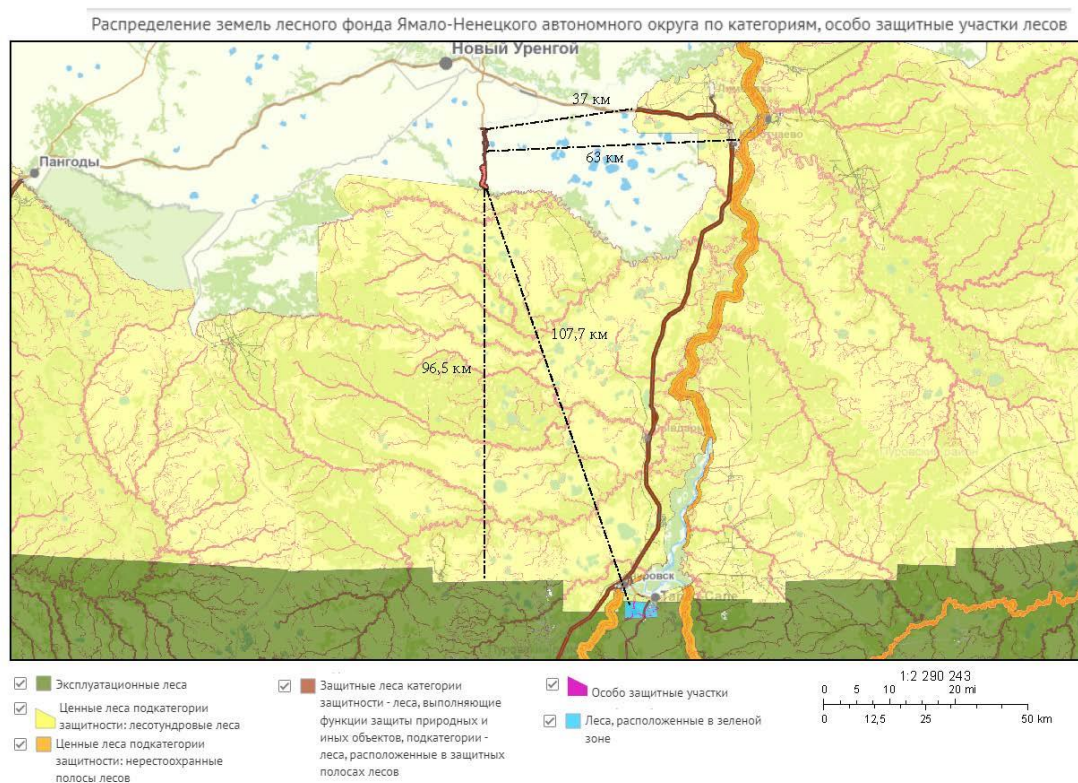 Распределение земель лесного фонда Ямало-Ненецкого автономного округа по категориям, особо защитные участки лесов
Новый Уренгой
37 км
63 км
Пангоды
107,7 км
96,5 км
Эксплуатационные леса
Ценные леса подкатегории
защитности: лесотундровые леса
Ценные леса подкатегории
защитности: нерестоохранные
полосы лесов
Защитные леса категории
защитности - леса, выполняющие
функции защиты природных и
иных объектов, подкатегории -
леса, расположенные в защитных
полосах лесов
Особо защитные участки
Леса, расположенные в зеленой
зоне
1:2 290 243
0 5 10 20 mi
0 12,5 25 50 км